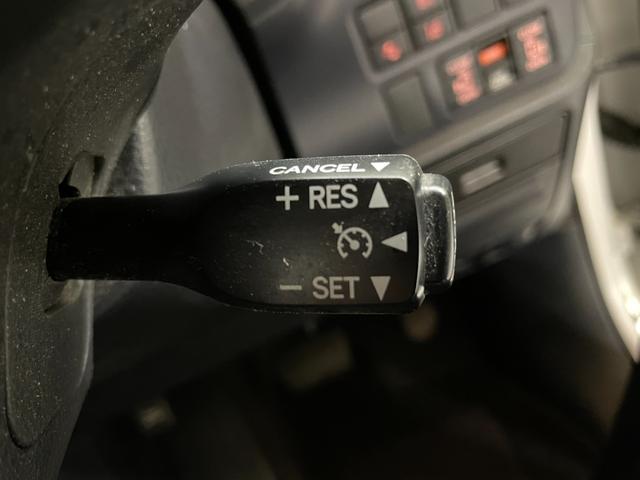 CANCEL▼
+ RES ▲
− SET ▼